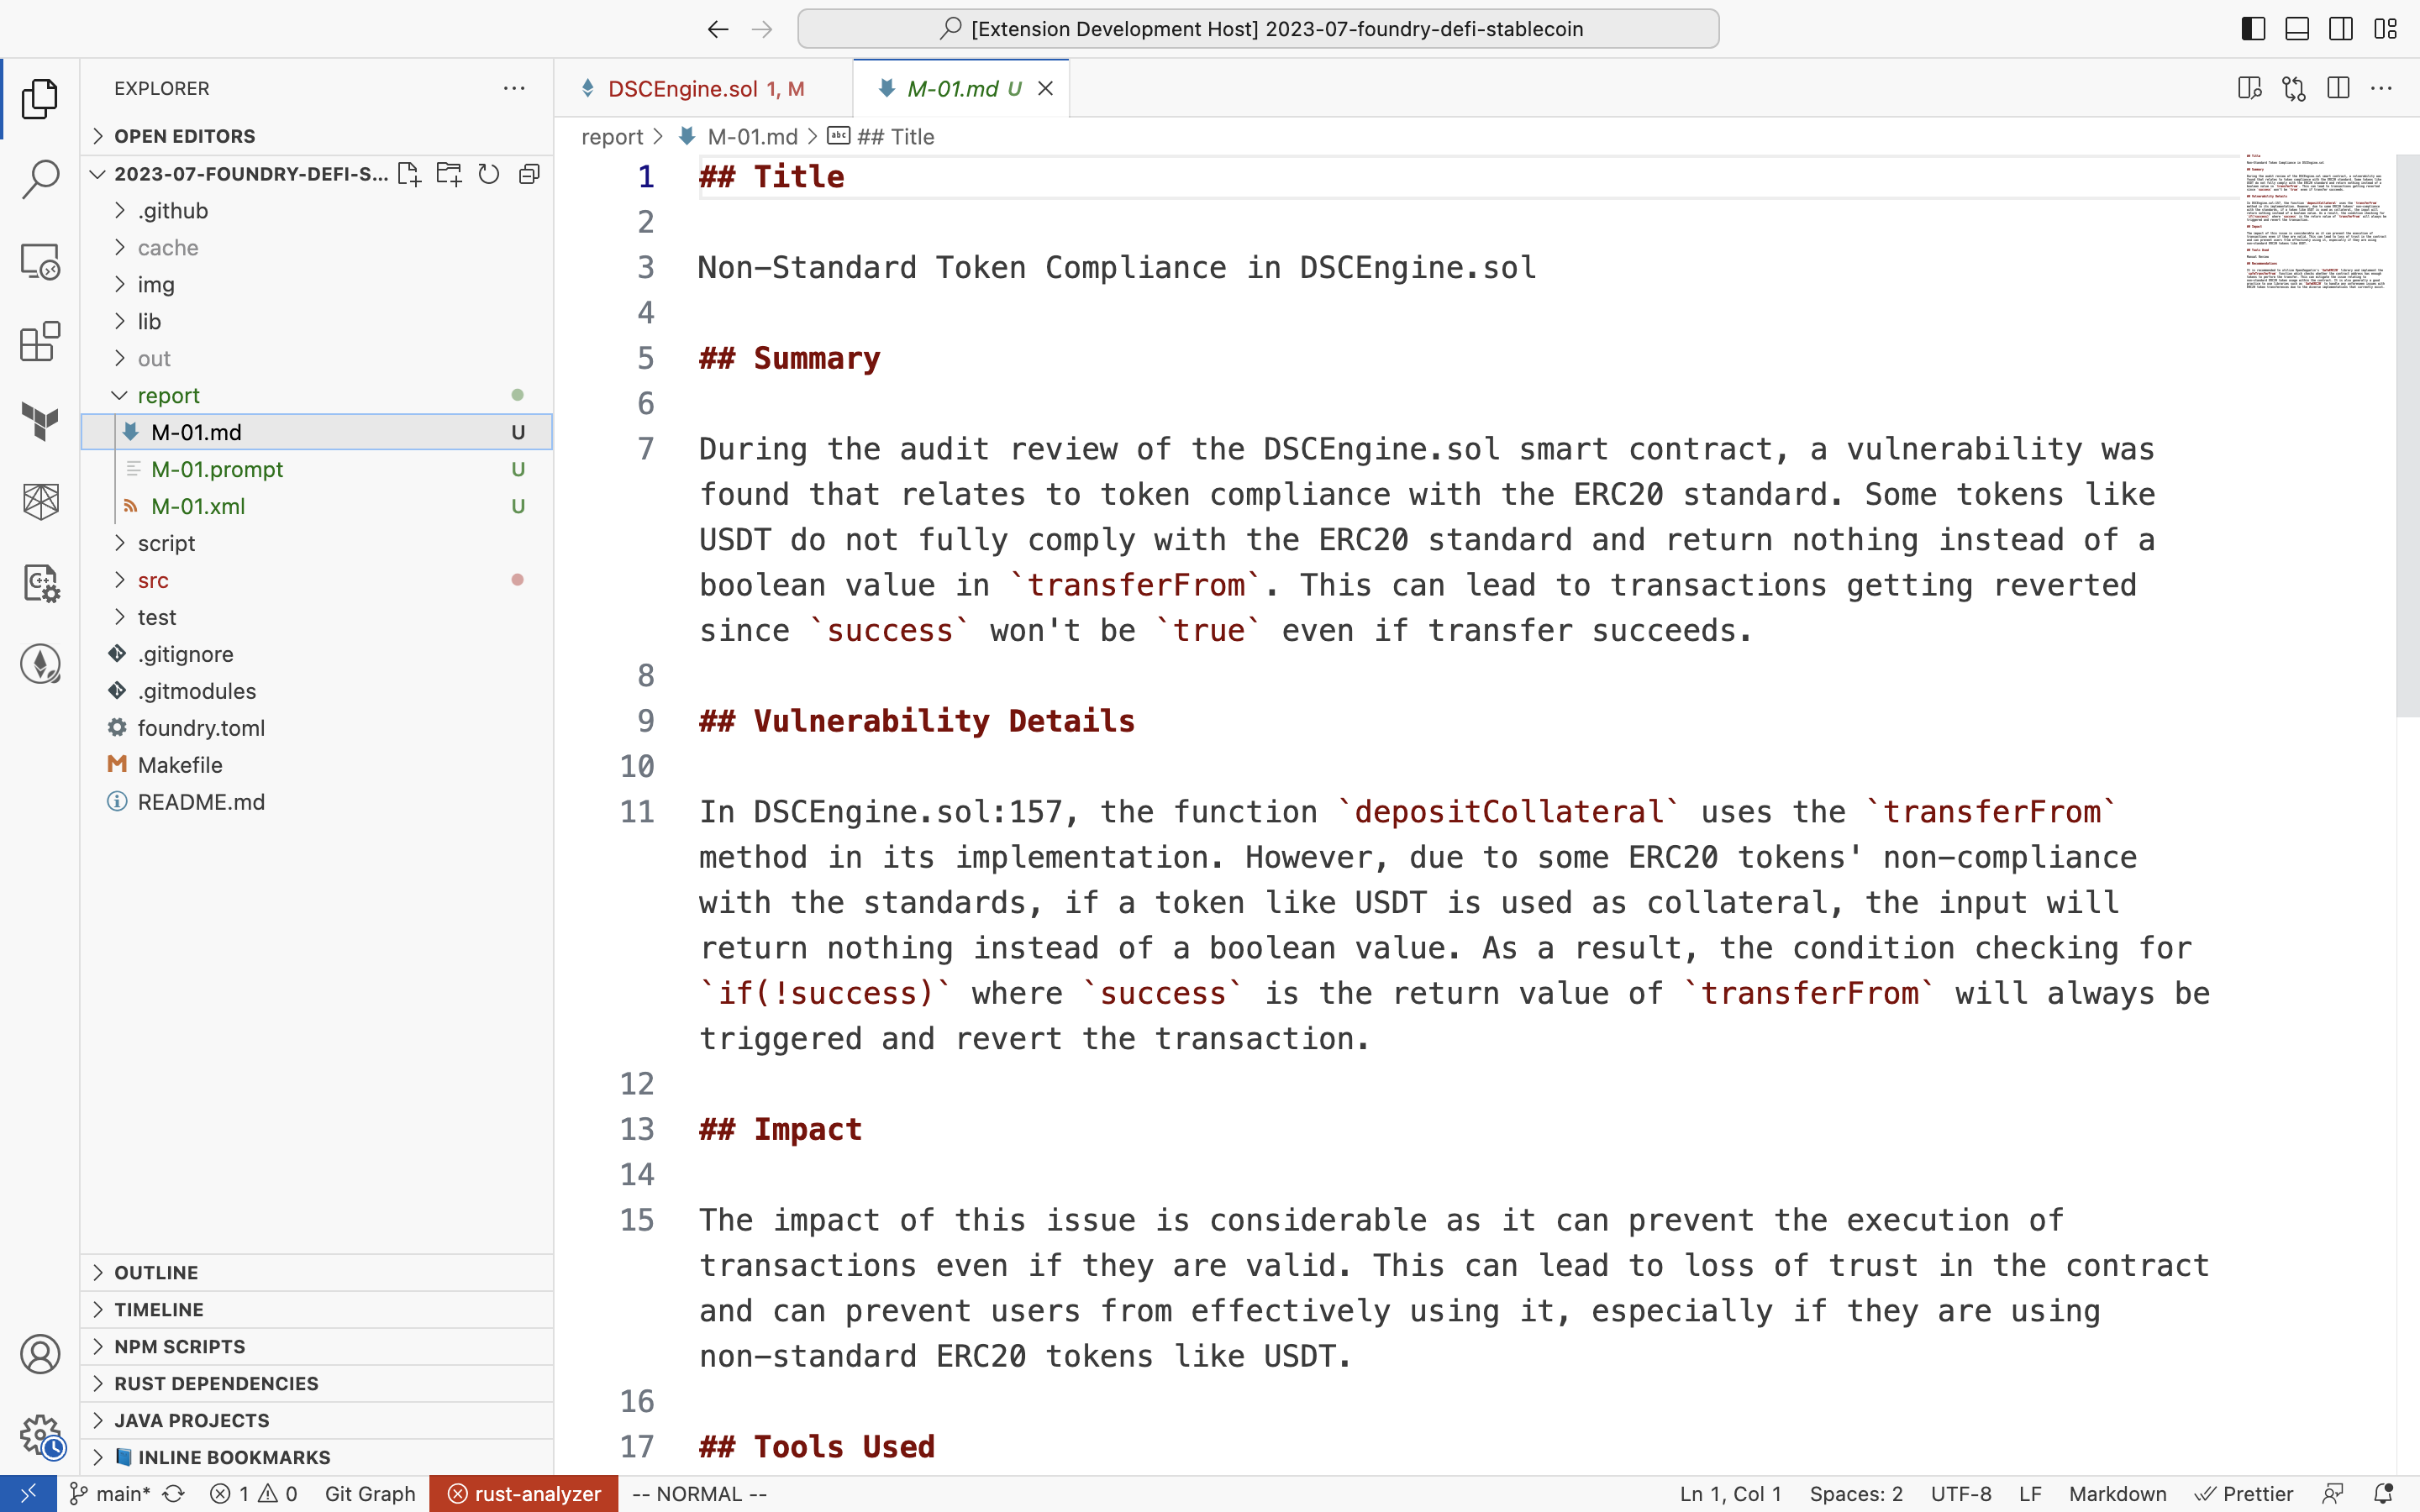 [Extension Development Host] 2023-07-foundry-defi-stablecoin
EXPLORER
OPEN EDITORS
2023-07-FOUNDRY-DEFI-S...
.github
cache
img
lib
out
report
M-01.md U
M-01.prompt U
M-01.xml U
script
src
test
.gitignore
.gitmodules
foundry.toml
Makefile
README.md
OUTLINE
TIMELINE
NPM SCRIPTS
RUST DEPENDENCIES
JAVA PROJECTS
INLINE BOOKMARKS
DSCEngine.sol 1, M
M-01.md U
report > M-01.md > ## Title
1 ## Title
2
3 Non-Standard Token Compliance in DSCEngine.sol
4
5 ## Summary
6
7 During the audit review of the DSCEngine.sol smart contract, a vulnerability was
found that relates to token compliance with the ERC20 standard. Some tokens like
USDT do not fully comply with the ERC20 standard and return nothing instead of a
boolean value in `transferFrom`. This can lead to transactions getting reverted
since `success` won't be `true` even if transfer succeeds.
8
9 ## Vulnerability Details
10
11 In DSCEngine.sol:157, the function `depositCollateral` uses the `transferFrom`
method in its implementation. However, due to some ERC20 tokens' non-compliance
with the standards, if a token like USDT is used as collateral, the input will
return nothing instead of a boolean value. As a result, the condition checking for
`if(!success)` where `success` is the return value of `transferFrom` will always be
triggered and revert the transaction.
12
13 ## Impact
14
15 The impact of this issue is considerable as it can prevent the execution of
transactions even if they are valid. This can lead to loss of trust in the contract
and can prevent users from effectively using it, especially if they are using
non-standard ERC20 tokens like USDT.
16
17 ## Tools Used
main* 1 0 Git Graph rust-analyzer -- NORMAL -- Ln 1, Col 1 Spaces: 2 UTF-8 LF Markdown Prettier